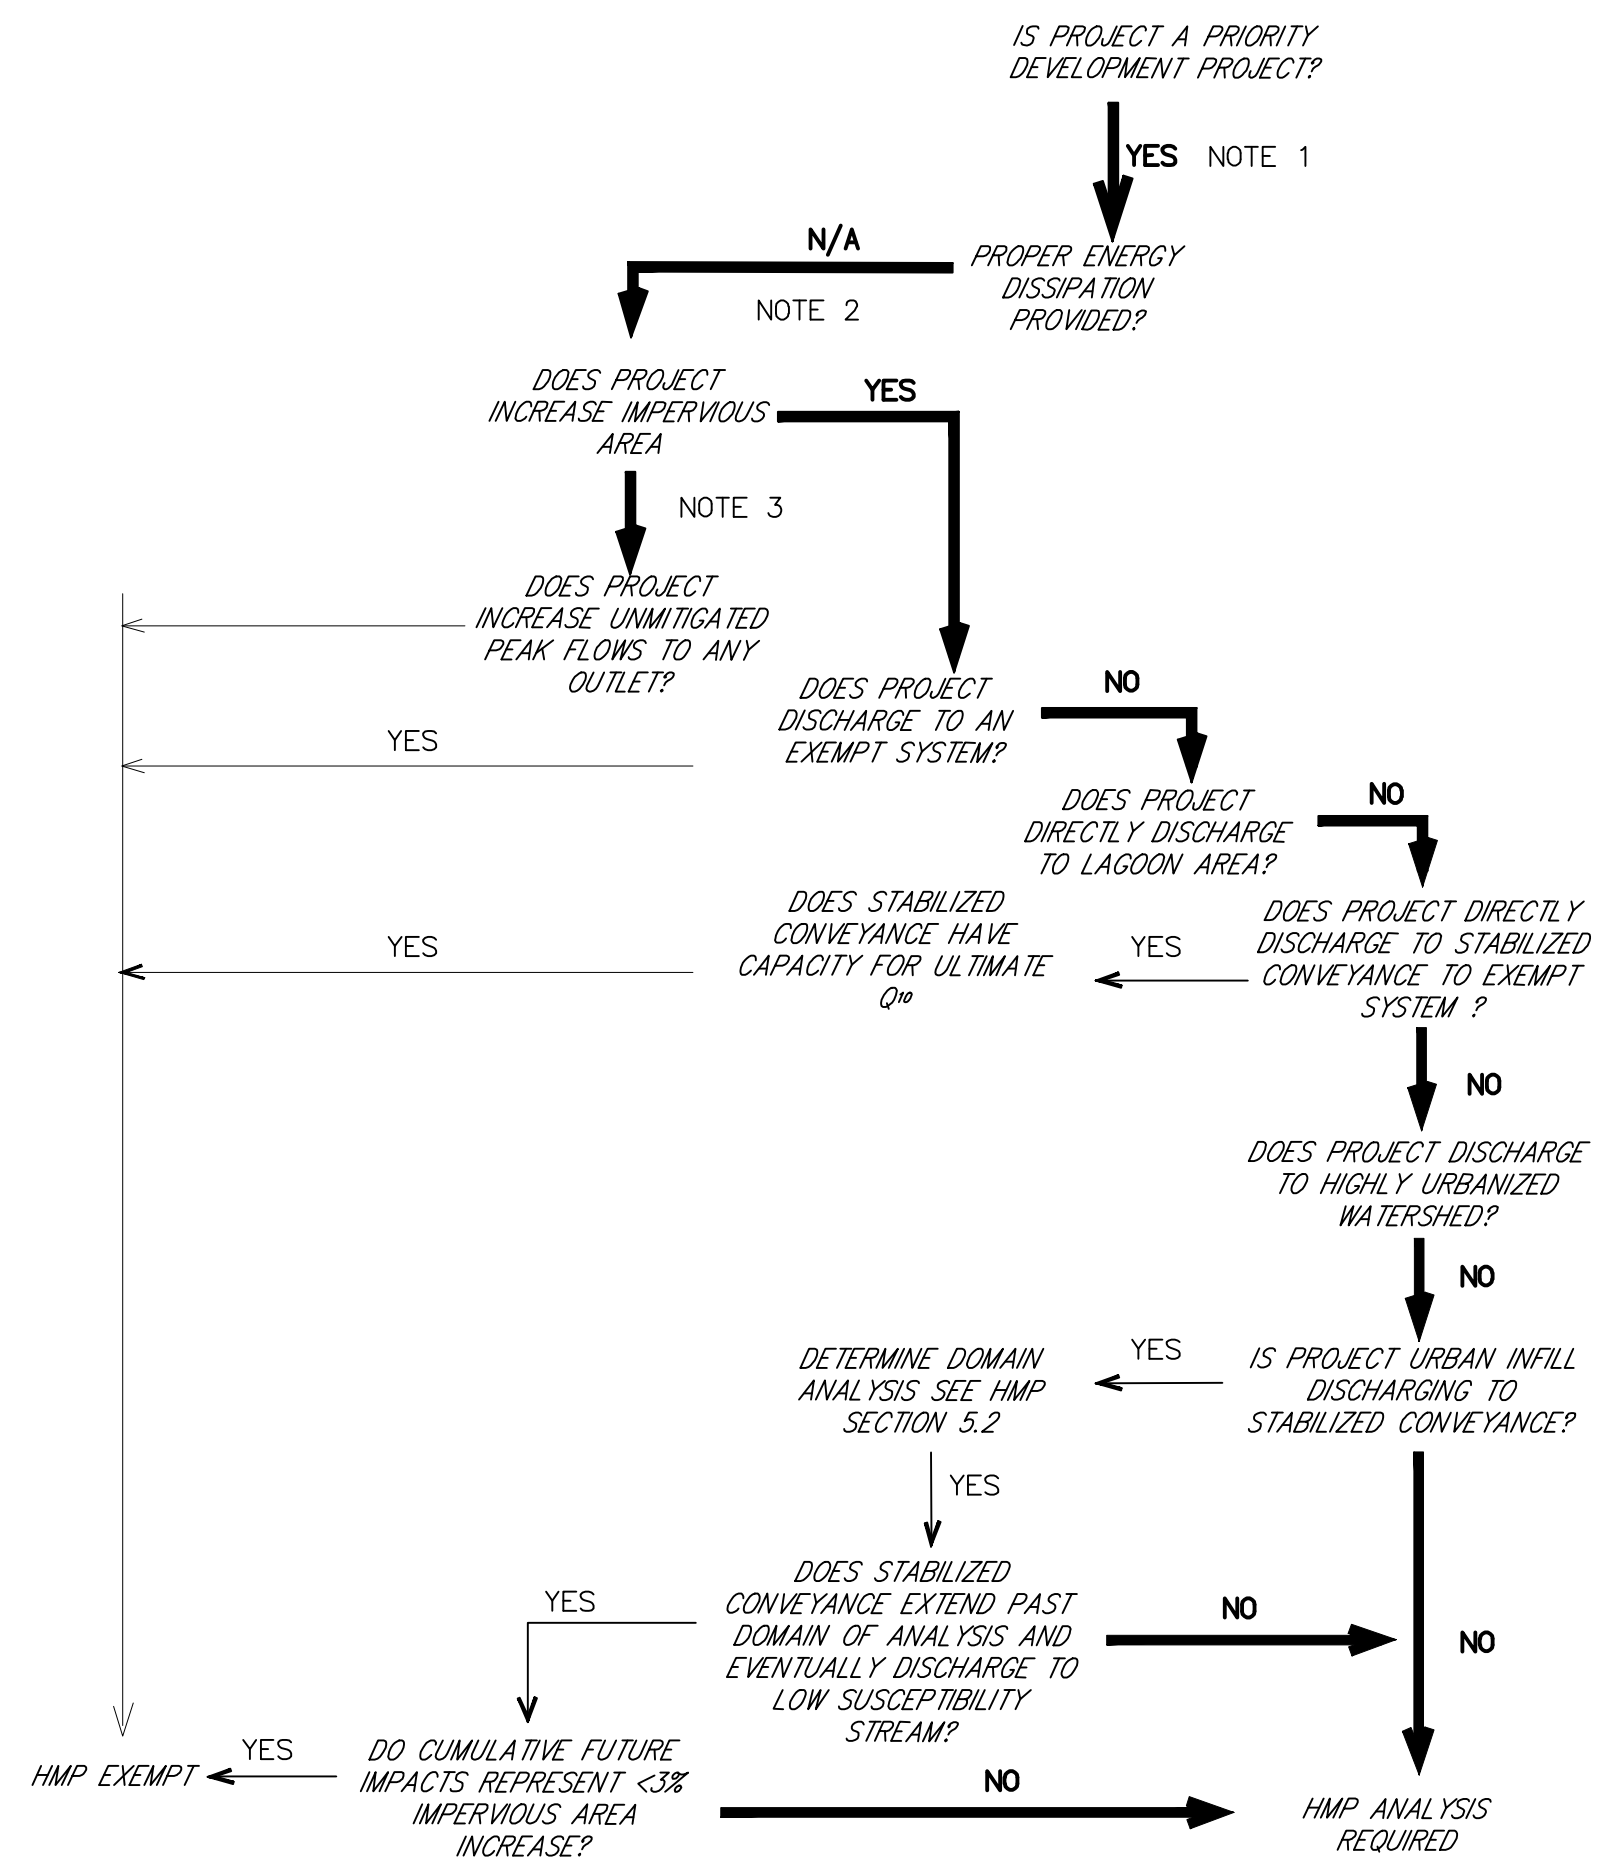 IS PROJECT A PRIORITY
DEVELOPMENT PROJECT?
YES NOTE 1
N/A
PROPER ENERGY
DISSIPATION
PROVIDED?
NOTE 2
DOES PROJECT
INCREASE IMPERVIOUS
AREA
YES
NOTE 3
DOES PROJECT
INCREASE UNMITIGATED
PEAK FLOWS TO ANY
OUTLET?
DOES PROJECT
DISCHARGE TO AN
EXEMPT SYSTEM?
NO
YES
DOES PROJECT
DIRECTLY DISCHARGE
TO LAGOON AREA?
NO
DOES PROJECT DIRECTLY
DISCHARGE TO STABILIZED
CONVEYANCE TO EXEMPT
SYSTEM ?
YES
DOES STABILIZED
CONVEYANCE HAVE
CAPACITY FOR ULTIMATE
Q10
YES
NO
DOES PROJECT DISCHARGE
TO HIGHLY URBANIZED
WATERSHED?
NO
IS PROJECT URBAN INFILL
DISCHARGING TO
STABILIZED CONVEYANCE?
YES
DETERMINE DOMAIN
ANALYSIS SEE HMP
SECTION 5.2
YES
DOES STABILIZED
CONVEYANCE EXTEND PAST
DOMAIN OF ANALYSIS AND
EVENTUALLY DISCHARGE TO
LOW SUSCEPTIBILITY
STREAM?
YES
NO
NO
DO CUMULATIVE FUTURE
IMPACTS REPRESENT <3%
IMPERVIOUS AREA
INCREASE?
YES
HMP EXEMPT
NO
HMP ANALYSIS
REQUIRED